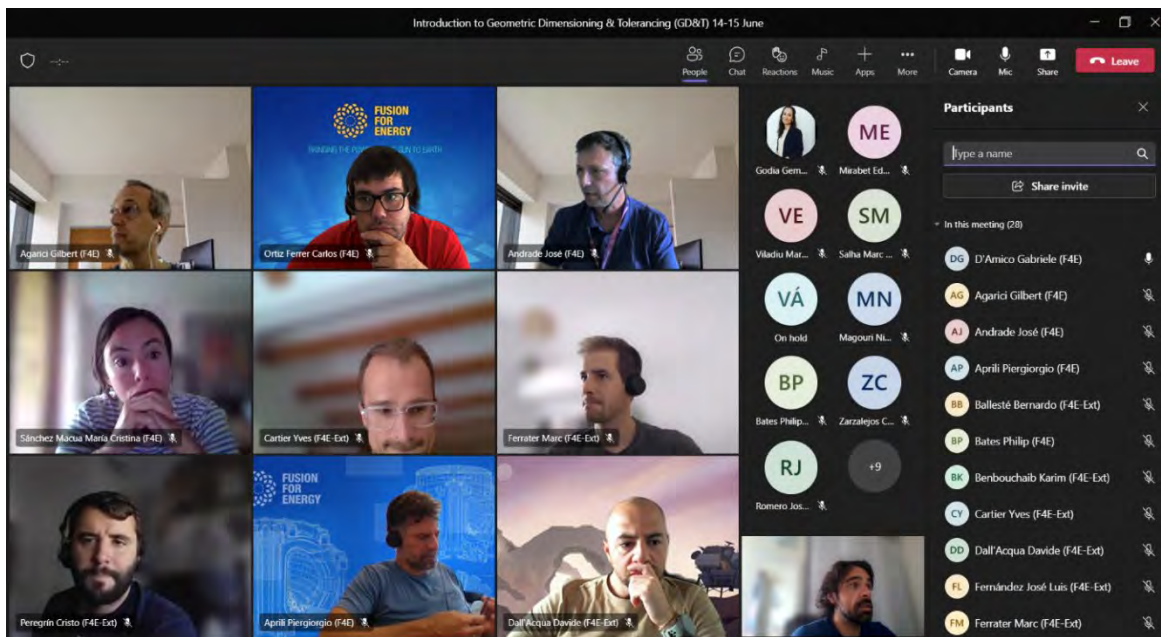 Introduction to Geometric Dimensioning & Tolerancing (GD&T) 14-15 June
--:--
People
Chat
Reactions
Music
Apps
More
Camera
Mic
Share
Leave
FUSION
FOR
ENERGY
Agarici Gilbert (F4E)
Ortiz Ferrer Carlos (F4E)
Andrade José (F4E)
Sánchez Macua María Cristina (F4E)
Cartier Yves (F4E-Ext)
Ferrater Marc (F4E-Ext)
FUSION
FOR
ENERGY
Peregrín Cristo (F4E-Ext)
Aprili Piergiorgio (F4E)
Dall'Acqua Davide (F4E-Ext)
ME
Godia Gem...
Mirabet Ed...
VE
SM
Viladiu Mar...
Salha Marc ...
VÁ
MN
On hold
Magouri Ni...
BP
ZC
Bates Philip...
Zarzalejos C...
RJ
+9
Romero Jos...
Participants
Type a name
Share invite
In this meeting (28)
DG D'Amico Gabriele (F4E)
AG Agarici Gilbert (F4E)
AJ Andrade José (F4E)
AP Aprili Piergiorgio (F4E)
BB Ballesté Bernardo (F4E-Ext)
BP Bates Philip (F4E)
BK Benbouchaib Karim (F4E-Ext)
CY Cartier Yves (F4E-Ext)
DD Dall'Acqua Davide (F4E-Ext)
FL Fernández José Luis (F4E-Ext)
FM Ferrater Marc (F4E-Ext)